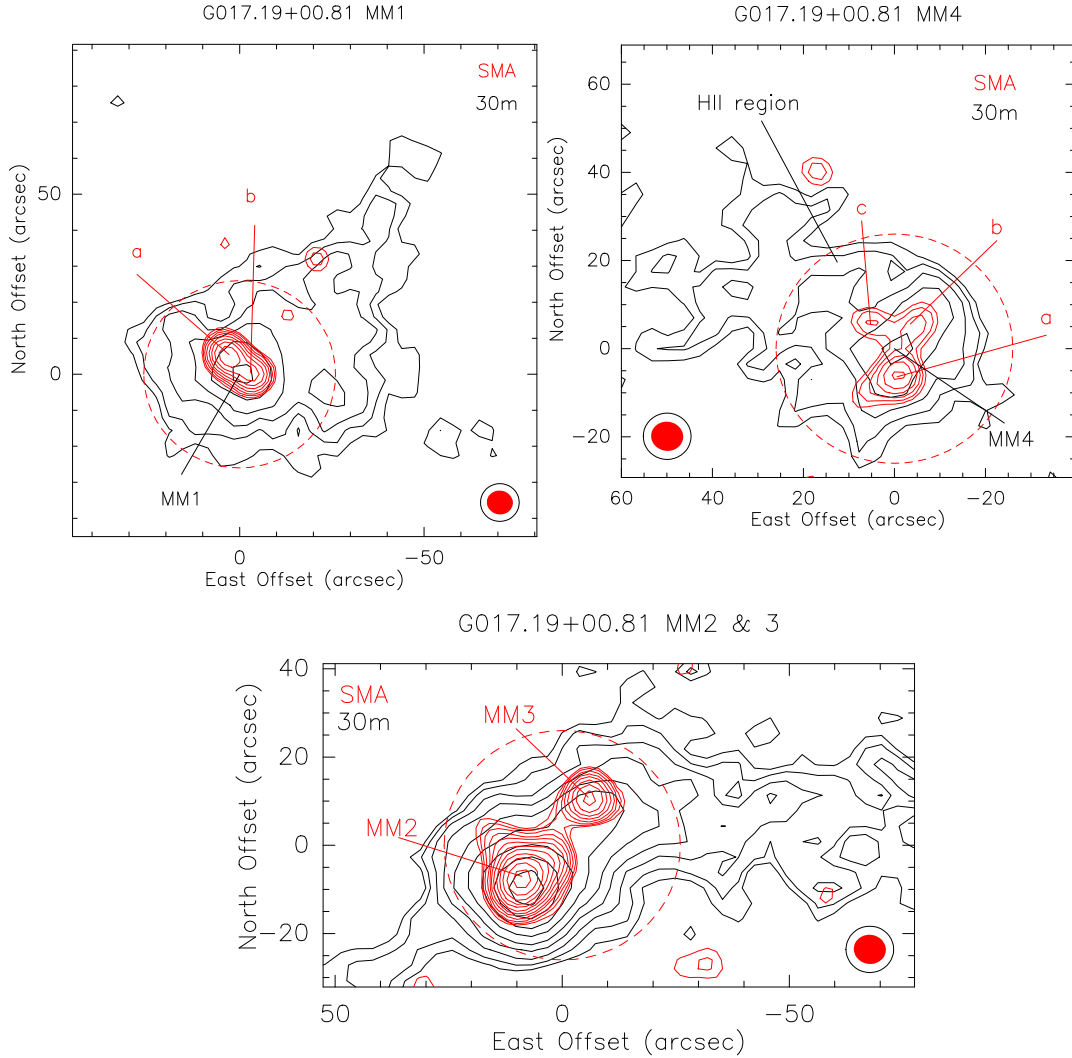 G017.19+00.81 MM1
SMA
30m
b
a
MM1
50
0
0
−50
North Offset (arcsec)
East Offset (arcsec)
G017.19+00.81 MM4
SMA
30m
HII region
c
b
a
MM4
60
40
20
0
−20
60
40
20
0
−20
North Offset (arcsec)
East Offset (arcsec)
G017.19+00.81 MM2 & 3
SMA
30m
MM3
MM2
40
20
0
−20
50
0
−50
North Offset (arcsec)
East Offset (arcsec)